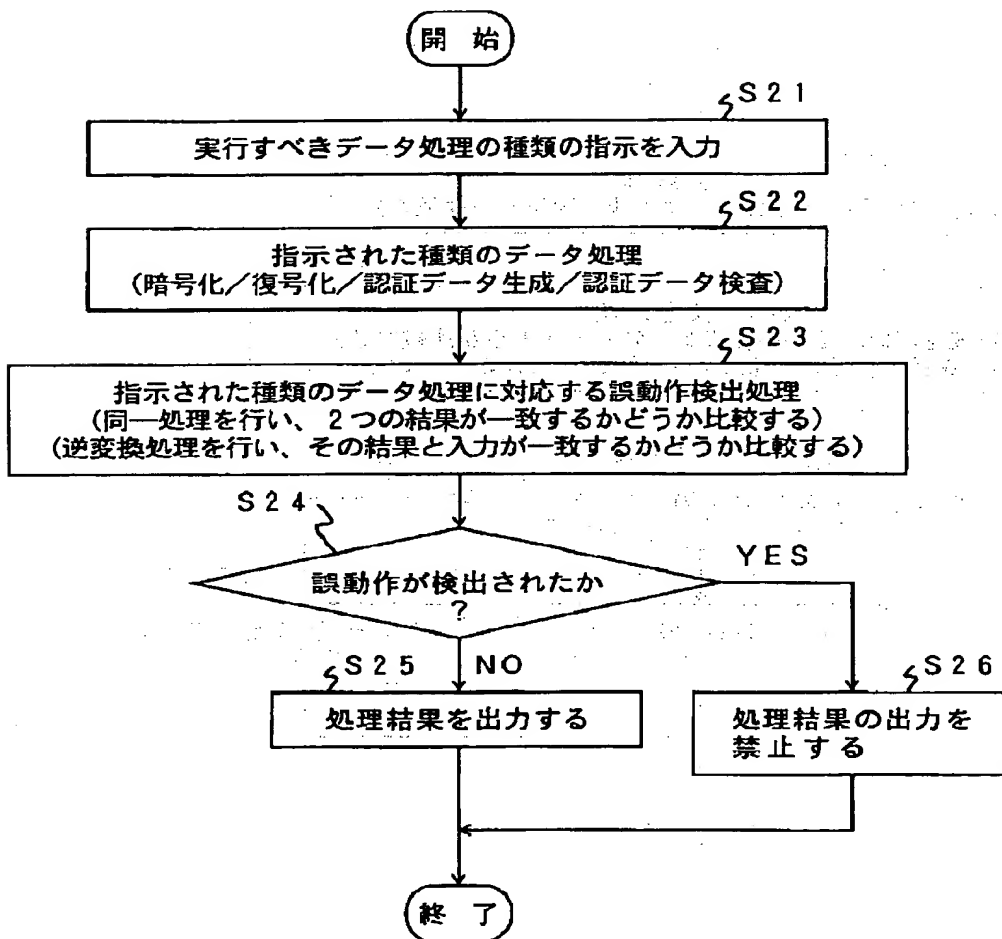 開 始
S21
実行すべきデータ処理の種類の指示を入力
S22
指示された種類のデータ処理
(暗号化／復号化／認証データ生成／認証データ検査)
S23
指示された種類のデータ処理に対応する誤動作検出処理
(同一処理を行い、2つの結果が一致するかどうか比較する)
(逆変換処理を行い、その結果と入力が一致するかどうか比較する)
S24
誤動作が検出されたか
?
YES
NO
S25
処理結果を出力する
S26
処理結果の出力を
禁止する
終 了